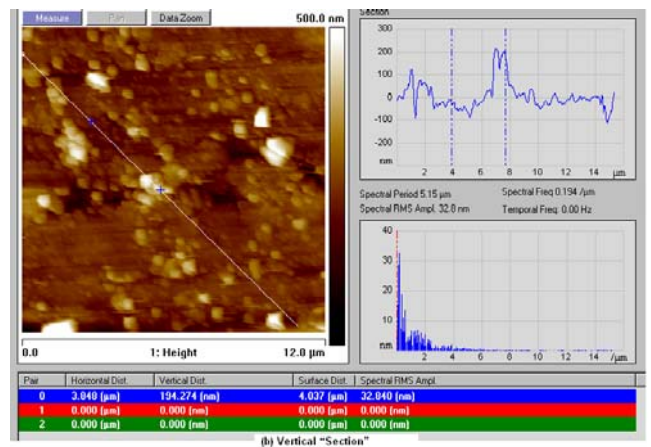 Measure Pan Data Zoom 500.0 nm
0.0 1: Height 12.0 µm
Section
300
200
100
0
-100
-200
nm
2 4 6 8 10 12 14 µm
Spectral Period 5.15 µm Spectral Freq 0.194 /µm
Spectral RMS Ampl. 32.8 nm Temporal Freq. 0.00 Hz
40
30
20
10
nm
2 4 6 8 10 12 14 /µm
Pair Horizontal Dist. Vertical Dist. Surface Dist. Spectral RMS Ampl.
0 3.848 (µm) 194.274 (nm) 4.037 (µm) 32.840 (nm)
1 0.000 (µm) 0.000 (nm) 0.000 (µm) 0.000 (nm)
2 0.000 (µm) 0.000 (nm) 0.000 (µm) 0.000 (nm)
(b) Vertical "Section"